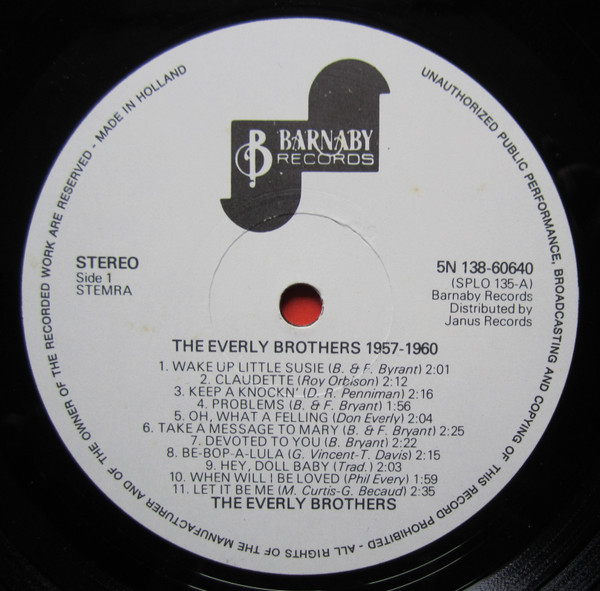 B BARNABY
RECORDS
UNAUTHORIZED PUBLIC PERFORMANCE, BROADCASTING AND COPYING OF THIS RECORD PROHIBITED - ALL RIGHTS OF THE MANUFACTURER AND OF THE OWNER OF THE RECORDED WORK ARE RESERVED - MADE IN HOLLAND
STEREO
Side 1
STEMRA
5N 138-60640
(SPLO 135-A)
Barnaby Records
Distributed by
Janus Records
THE EVERLY BROTHERS 1957-1960
1. WAKE UP LITTLE SUSIE (B. & F. Byrant) 2:01
2. CLAUDETTE (Roy Orbison) 2:12
3. KEEP A KNOCKN' (D. R. Penniman) 2:16
4. PROBLEMS (B. & F. Bryant) 1:56
5. OH, WHAT A FELLING (Don Everly) 2:04
6. TAKE A MESSAGE TO MARY (B. & F. Bryant) 2:25
7. DEVOTED TO YOU (B. Bryant) 2:22
8. BE-BOP-A-LULA (G. Vincent-T. Davis) 2:15
9. HEY, DOLL BABY (Trad.) 2:03
10. WHEN WILL I BE LOVED (Phil Every) 1:59
11. LET IT BE ME (M. Curtis-G. Becaud) 2:35
THE EVERLY BROTHERS